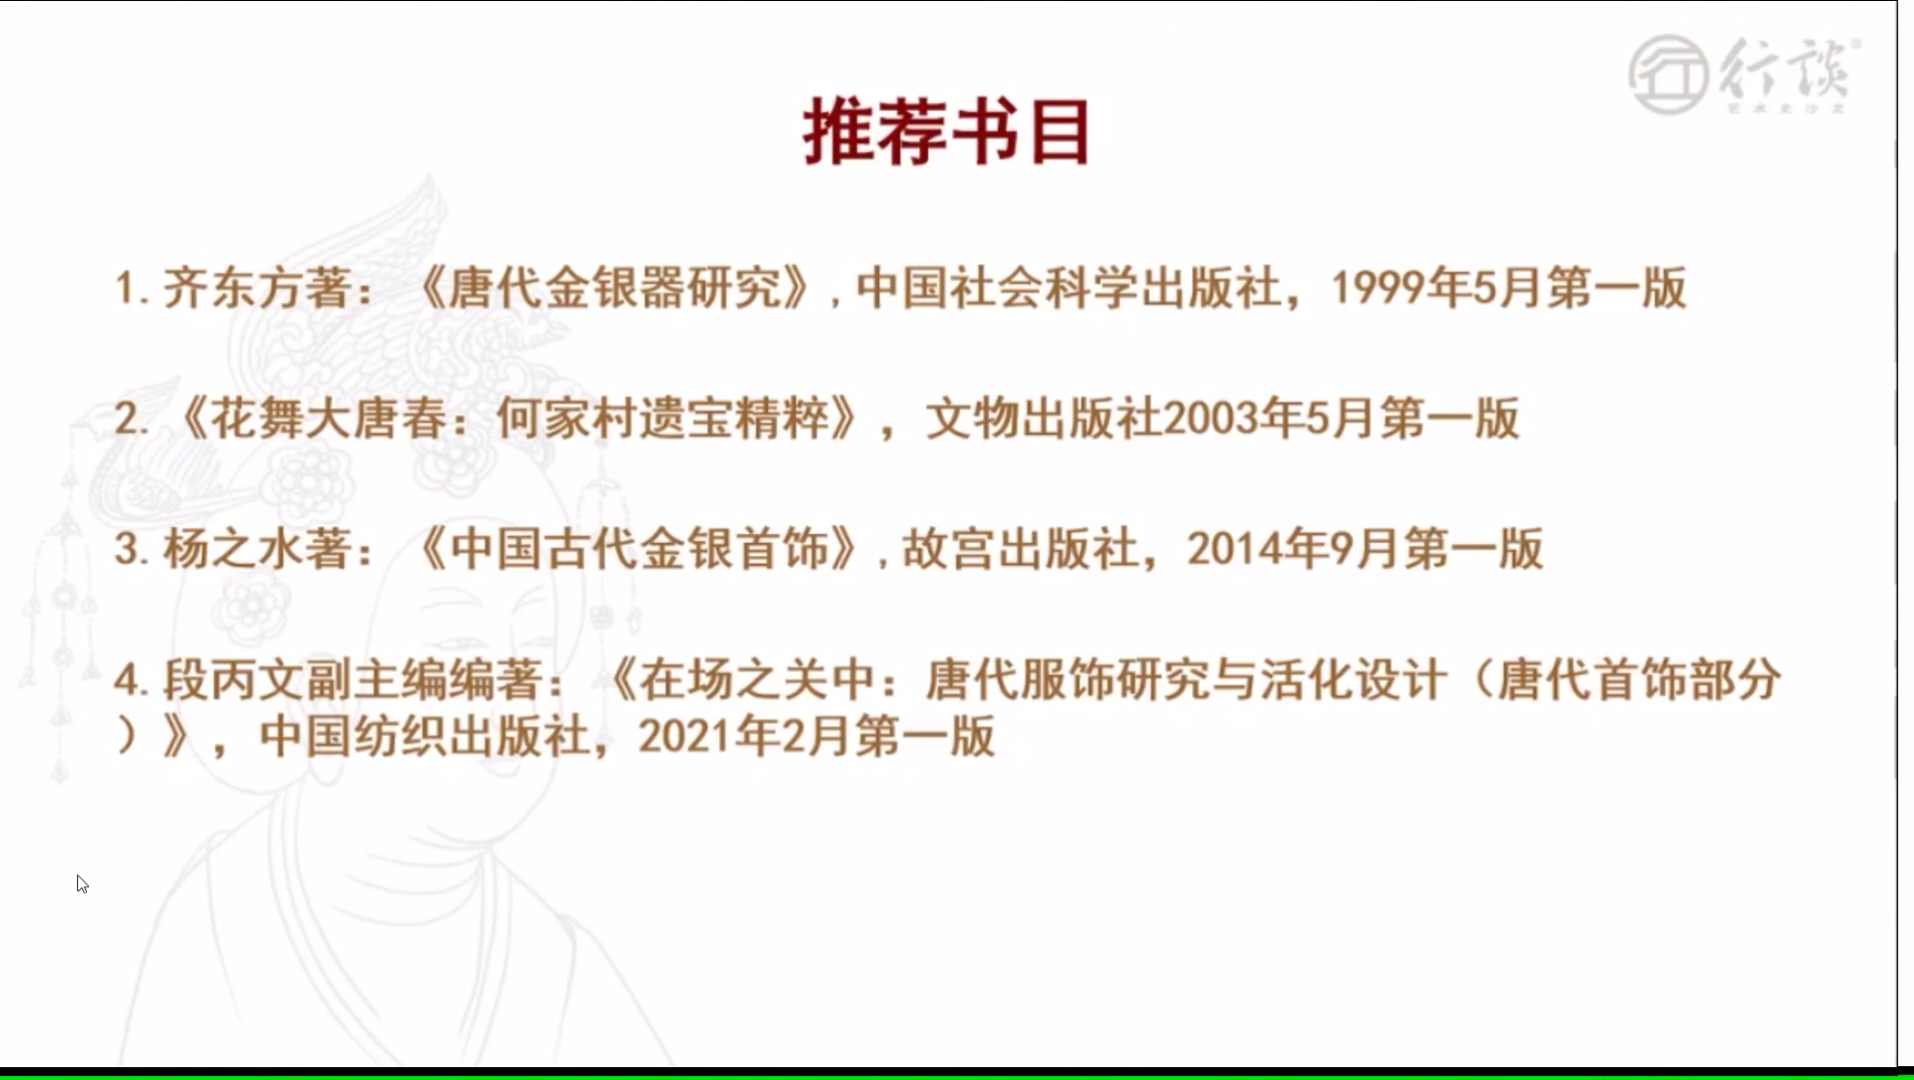 行谈®
艺术史沙龙
推荐书目
1.齐东方著：《唐代金银器研究》,中国社会科学出版社，1999年5月第一版
2.《花舞大唐春：何家村遗宝精粹》，文物出版社2003年5月第一版
3.杨之水著：《中国古代金银首饰》,故宫出版社，2014年9月第一版
4.段丙文副主编编著：《在场之关中：唐代服饰研究与活化设计（唐代首饰部分
）》，中国纺织出版社，2021年2月第一版